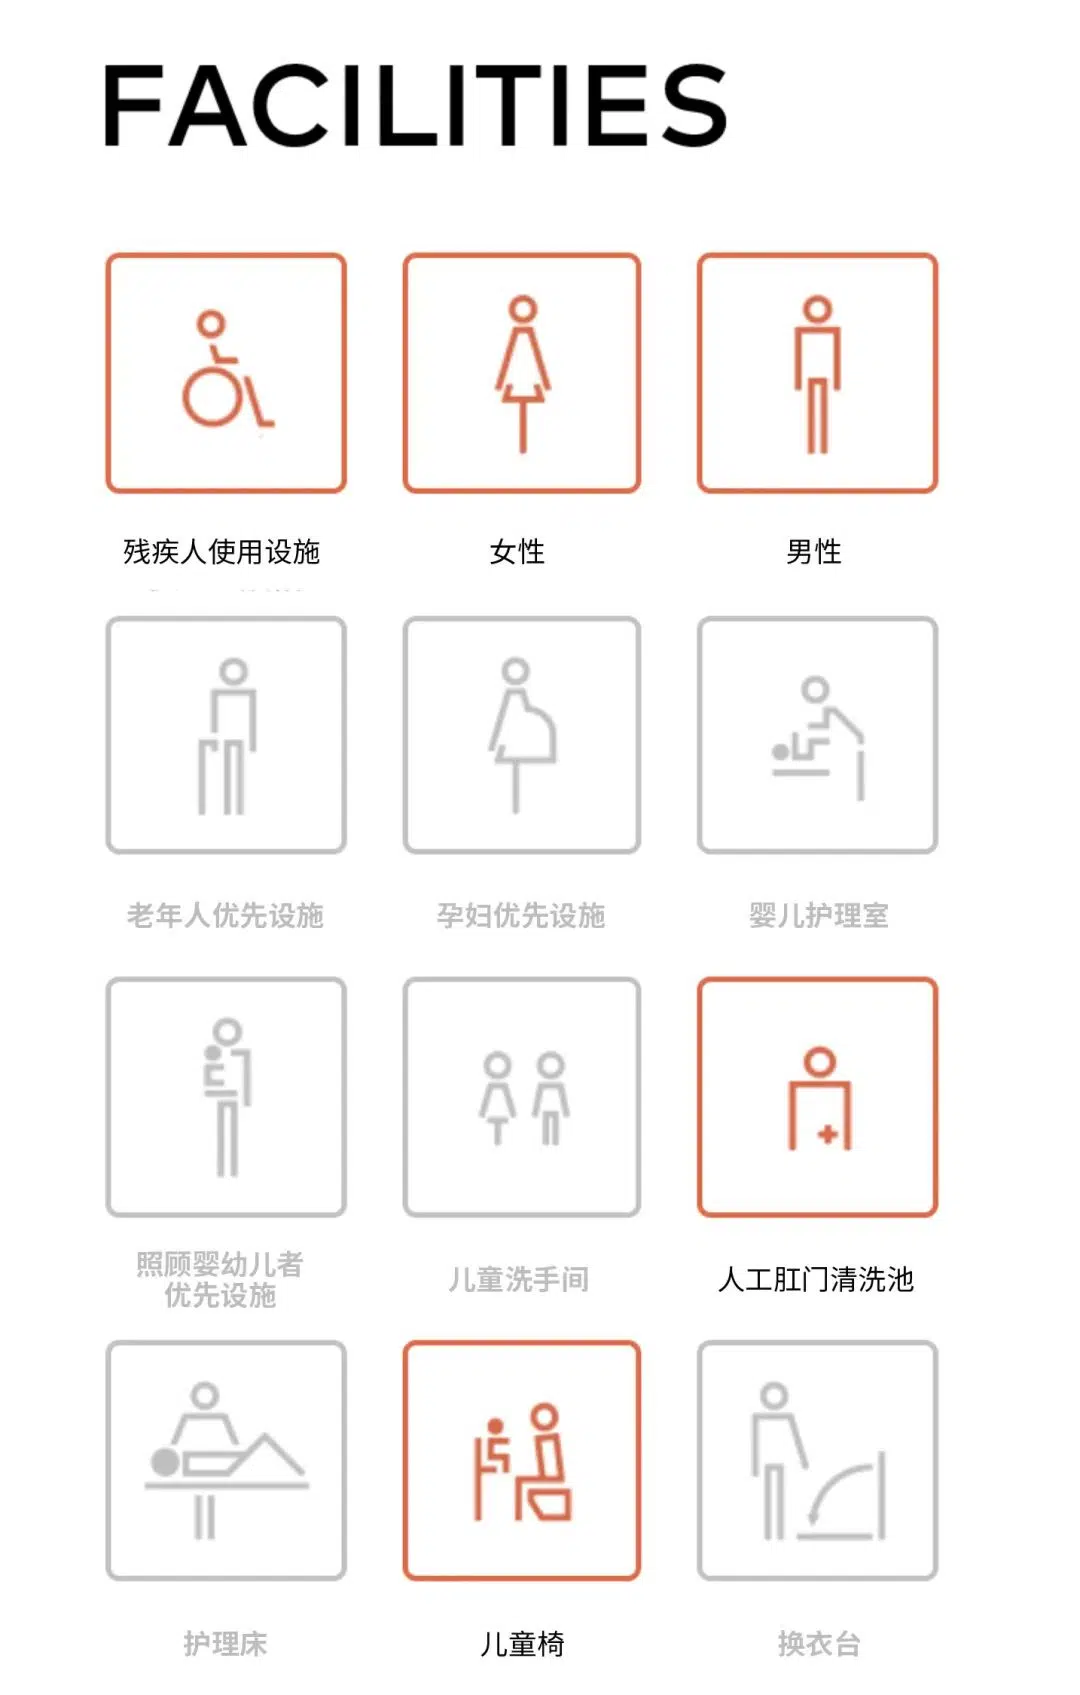 FACILITIES
残疾人使用设施
女性
男性
老年人优先设施
孕妇优先设施
婴儿护理室
照顾婴幼儿者
优先设施
儿童洗手间
人工肛门清洗池
护理床
儿童椅
换衣台